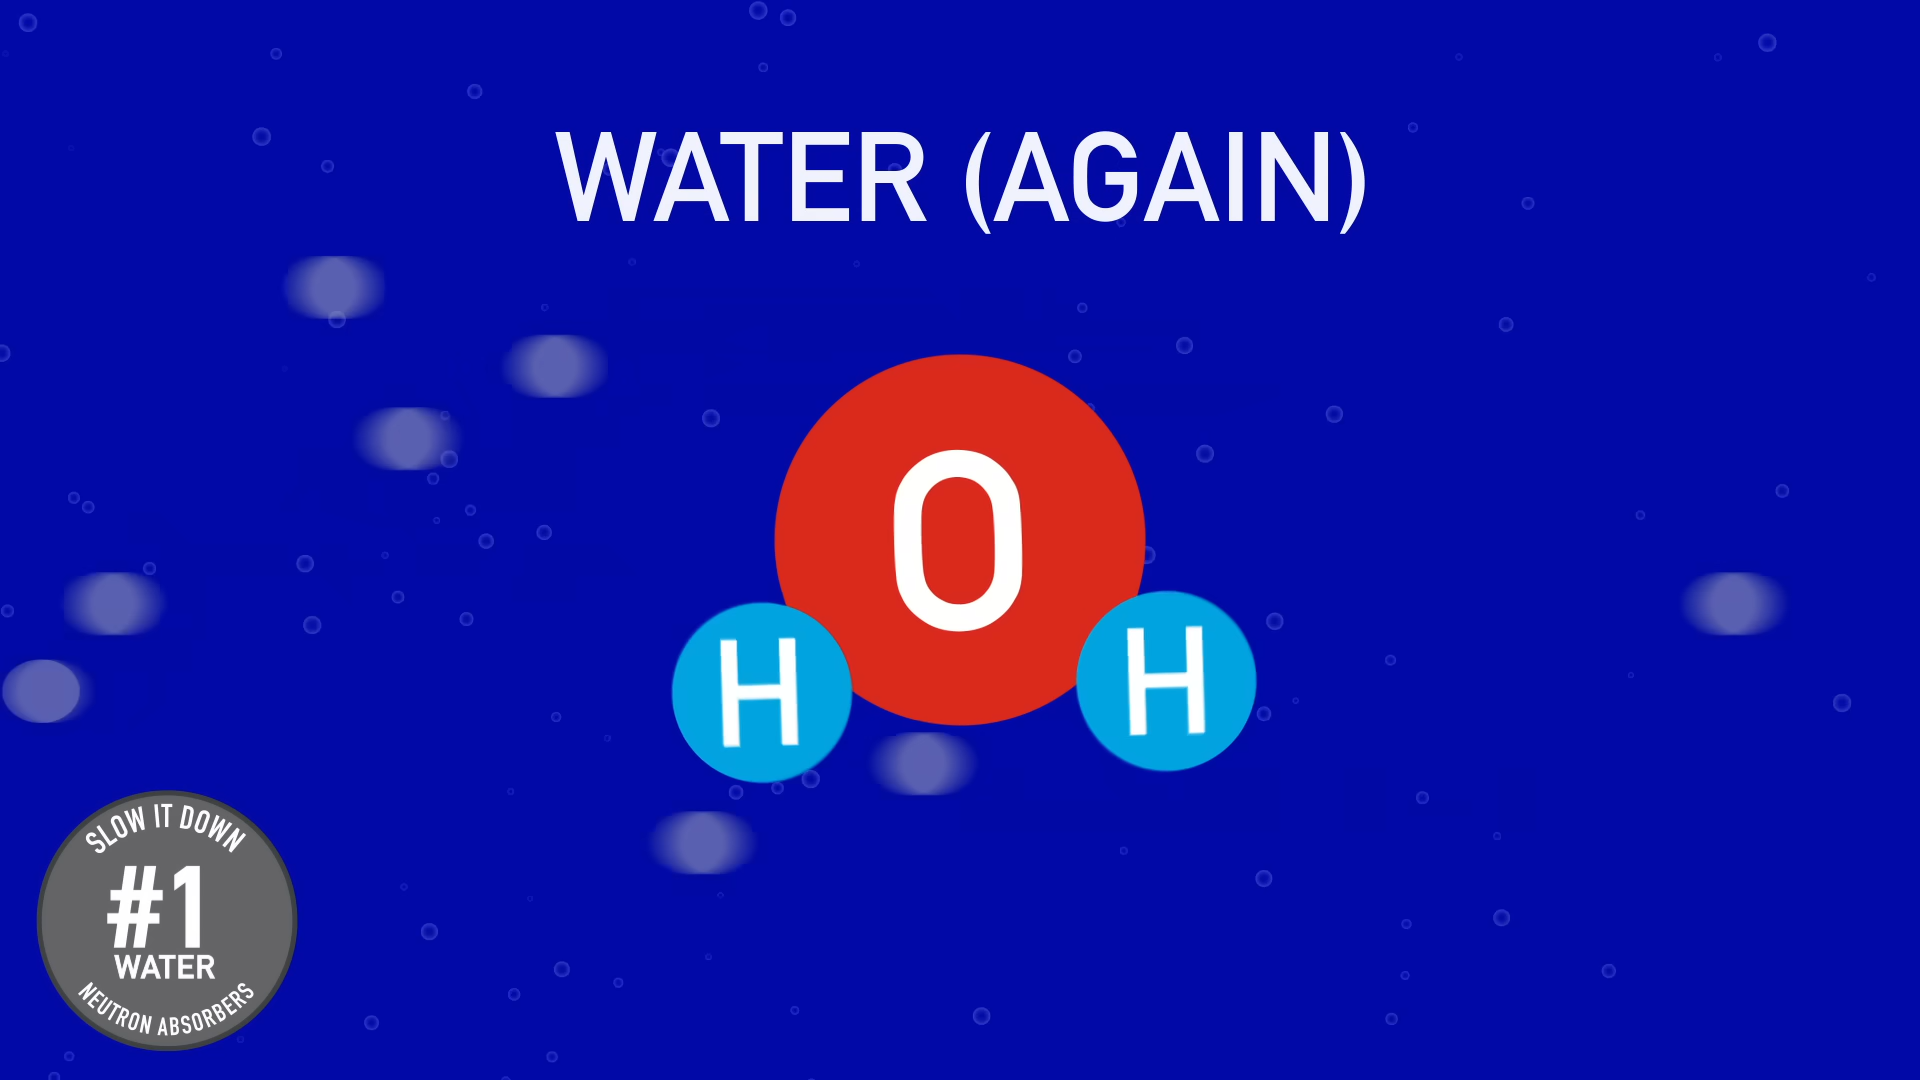 WATER (AGAIN)
O
H
H
SLOW IT DOWN
#1
WATER
NEUTRON ABSORBERS